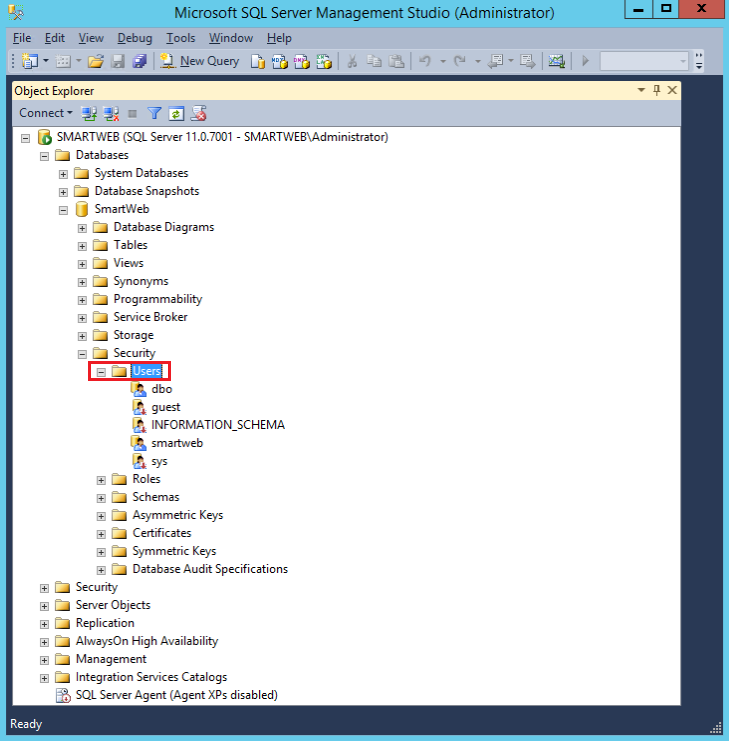 Microsoft SQL Server Management Studio (Administrator)
File Edit View Debug Tools Window Help
New Query
Object Explorer
Connect
SMARTWEB (SQL Server 11.0.7001 - SMARTWEB\Administrator)
Databases
System Databases
Database Snapshots
SmartWeb
Database Diagrams
Tables
Views
Synonyms
Programmability
Service Broker
Storage
Security
Users
dbo
guest
INFORMATION_SCHEMA
smartweb
sys
Roles
Schemas
Asymmetric Keys
Certificates
Symmetric Keys
Database Audit Specifications
Security
Server Objects
Replication
AlwaysOn High Availability
Management
Integration Services Catalogs
SQL Server Agent (Agent XPs disabled)
Ready